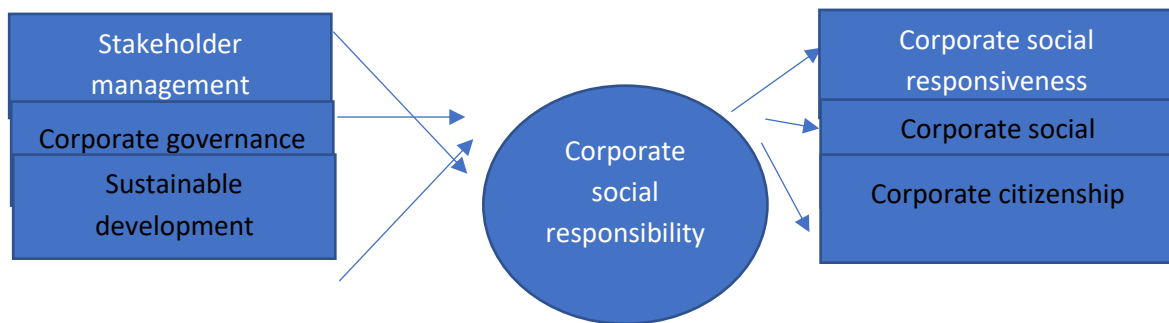 Stakeholder
management
Corporate governance
Sustainable
development
Corporate
social
responsibility
Corporate social
responsiveness
Corporate social
Corporate citizenship